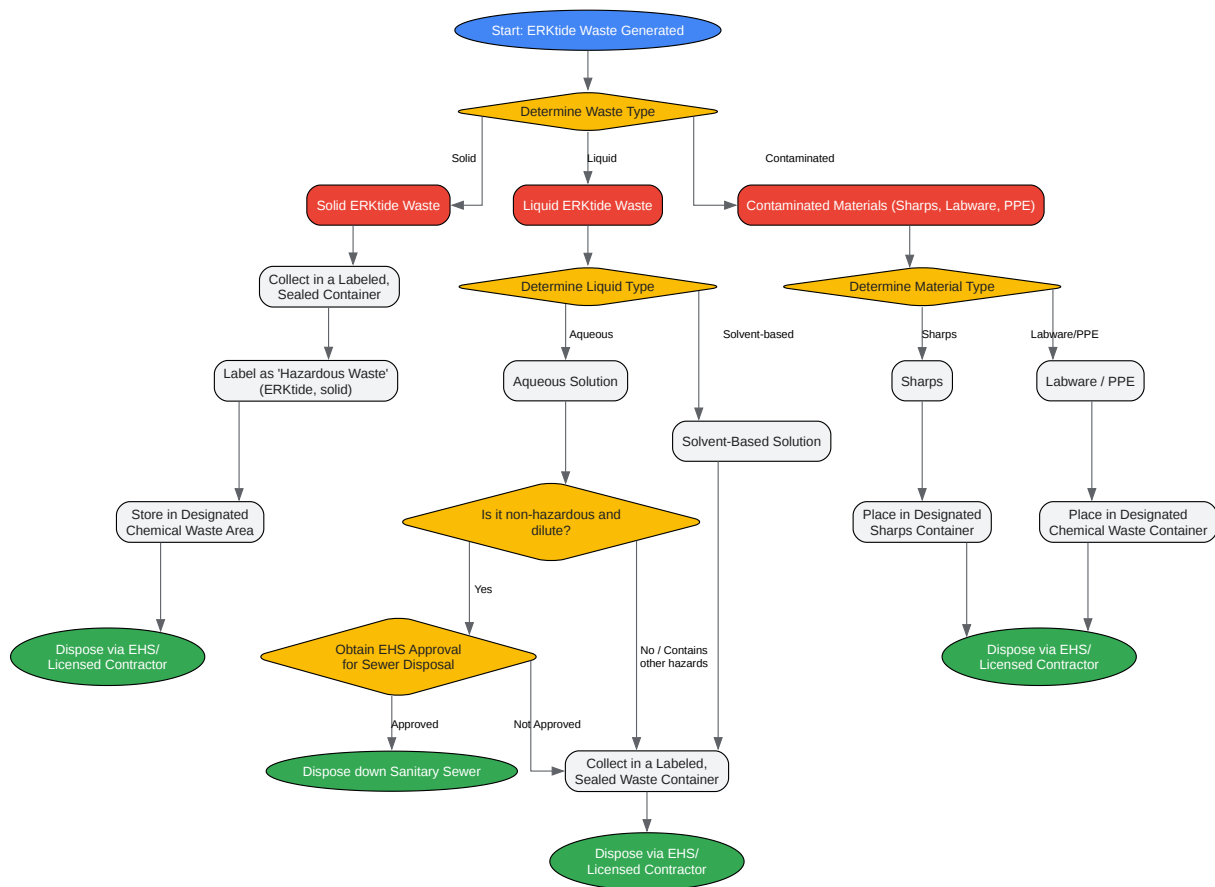 Start: ERKtide Waste Generated
Determine Waste Type
Solid
Liquid
Contaminated
Solid ERKtide Waste
Liquid ERKtide Waste
Contaminated Materials (Sharps, Labware, PPE)
Collect in a Labeled,
Sealed Container
Determine Liquid Type
Determine Material Type
Aqueous
Solvent-based
Sharps
Labware/PPE
Label as 'Hazardous Waste'
(ERKtide, solid)
Aqueous Solution
Sharps
Labware / PPE
Solvent-Based Solution
Store in Designated
Chemical Waste Area
Is it non-hazardous and
dilute?
Place in Designated
Sharps Container
Place in Designated
Chemical Waste Container
Yes
Dispose via EHS/
Licensed Contractor
Obtain EHS Approval
for Sewer Disposal
No / Contains
other hazards
Dispose via EHS/
Licensed Contractor
Approved
Not Approved
Dispose down Sanitary Sewer
Collect in a Labeled,
Sealed Waste Container
Dispose via EHS/
Licensed Contractor